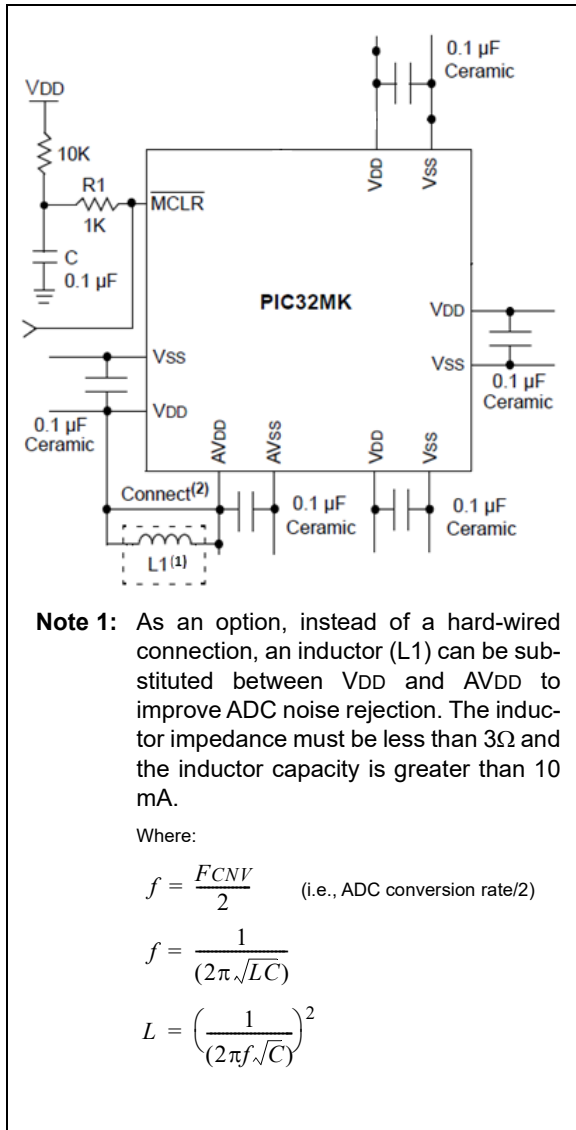 0.1 µF
Ceramic
VDD
10K
R1
1K
MCLR
C
0.1 µF
VDD
VSS
PIC32MK
VDD
VSS
0.1 µF
Ceramic
VSS
VDD
0.1 µF
Ceramic
AVDD
AVSS
VDD
VSS
Connect(2)
0.1 µF
Ceramic
0.1 µF
Ceramic
L1(1)
Note 1: As an option, instead of a hard-wired
connection, an inductor (L1) can be sub-
stituted between VDD and AVDD to
improve ADC noise rejection. The induc-
tor impedance must be less than 3Ω and
the inductor capacity is greater than 10
mA.
Where:
f = FCNV / 2 (i.e., ADC conversion rate/2)
f = 1 / (2π√LC)
L = (1 / (2πf√C))²